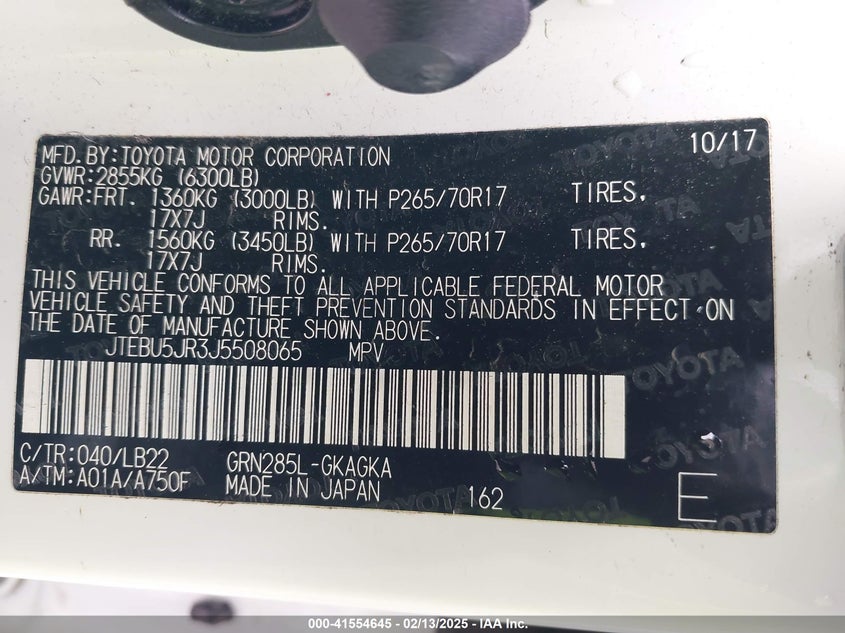 10/17
MFD.BY:TOYOTA MOTOR CORPORATION
GVWR:2855KG (6300LB)
GAWR:FRT. 1360KG (3000LB) WITH P265/70R17 TIRES.
17X7J RIMS.
RR. 1560KG (3450LB) WITH P265/70R17 TIRES.
17X7J RIMS.
THIS VEHICLE CONFORMS TO ALL APPLICABLE FEDERAL MOTOR
VEHICLE SAFETY AND THEFT PREVENTION STANDARDS IN EFFECT ON
THE DATE OF MANUFACTURE SHOWN ABOVE.
JTEBU5JR3J5508065 MPV
C/TR:040/LB22 GRN285L-GKAGKA
A/TM:A01A/A750F MADE IN JAPAN 162 E
000-41554645 - 02/13/2025 - IAA Inc.